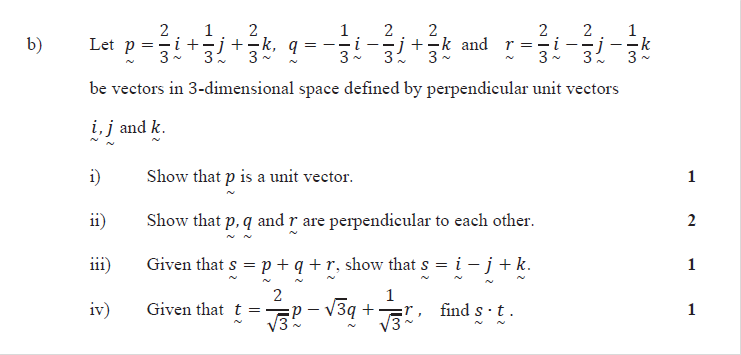 b) Let p = 2/3 i + 1/3 j + 2/3 k, q = −1/3 i − 2/3 j + 2/3 k and r = 2/3 i − 2/3 j − 1/3 k
be vectors in 3-dimensional space defined by perpendicular unit vectors
i, j and k.
i) Show that p is a unit vector. 1
ii) Show that p, q and r are perpendicular to each other. 2
iii) Given that s = p + q + r, show that s = i − j + k. 1
iv) Given that t = 2/√3 p − √3q + 1/√3 r, find s · t. 1